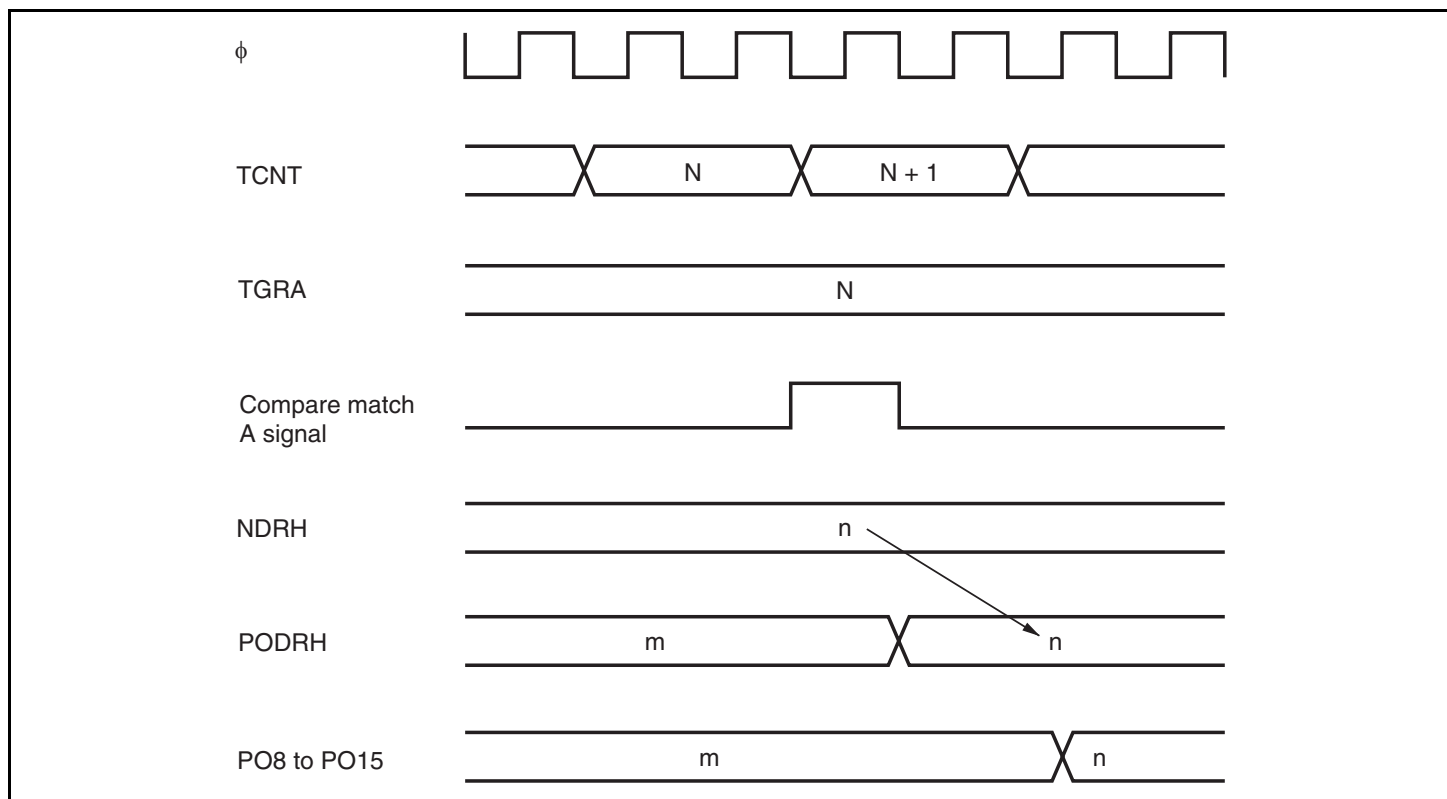 ϕ
TCNT N N + 1
TGRA N
Compare match
A signal
NDRH n
PODRH m n
PO8 to PO15 m n